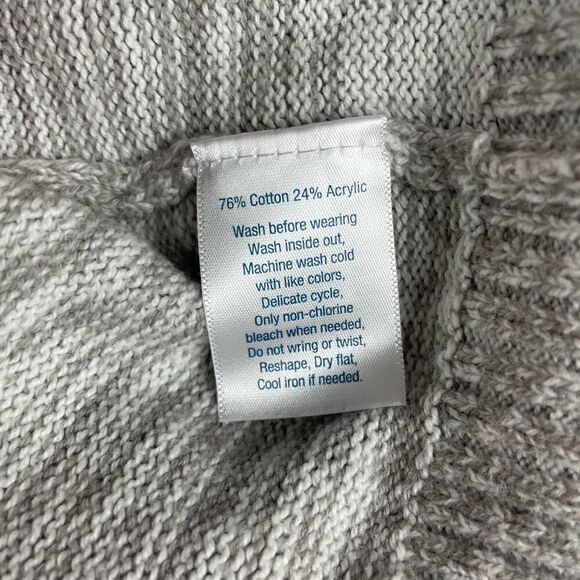 76% Cotton 24% Acrylic
Wash before wearing
Wash inside out,
Machine wash cold
with like colors,
Delicate cycle,
Only non-chlorine
bleach when needed,
Do not wring or twist,
Reshape, Dry flat,
Cool iron if needed.